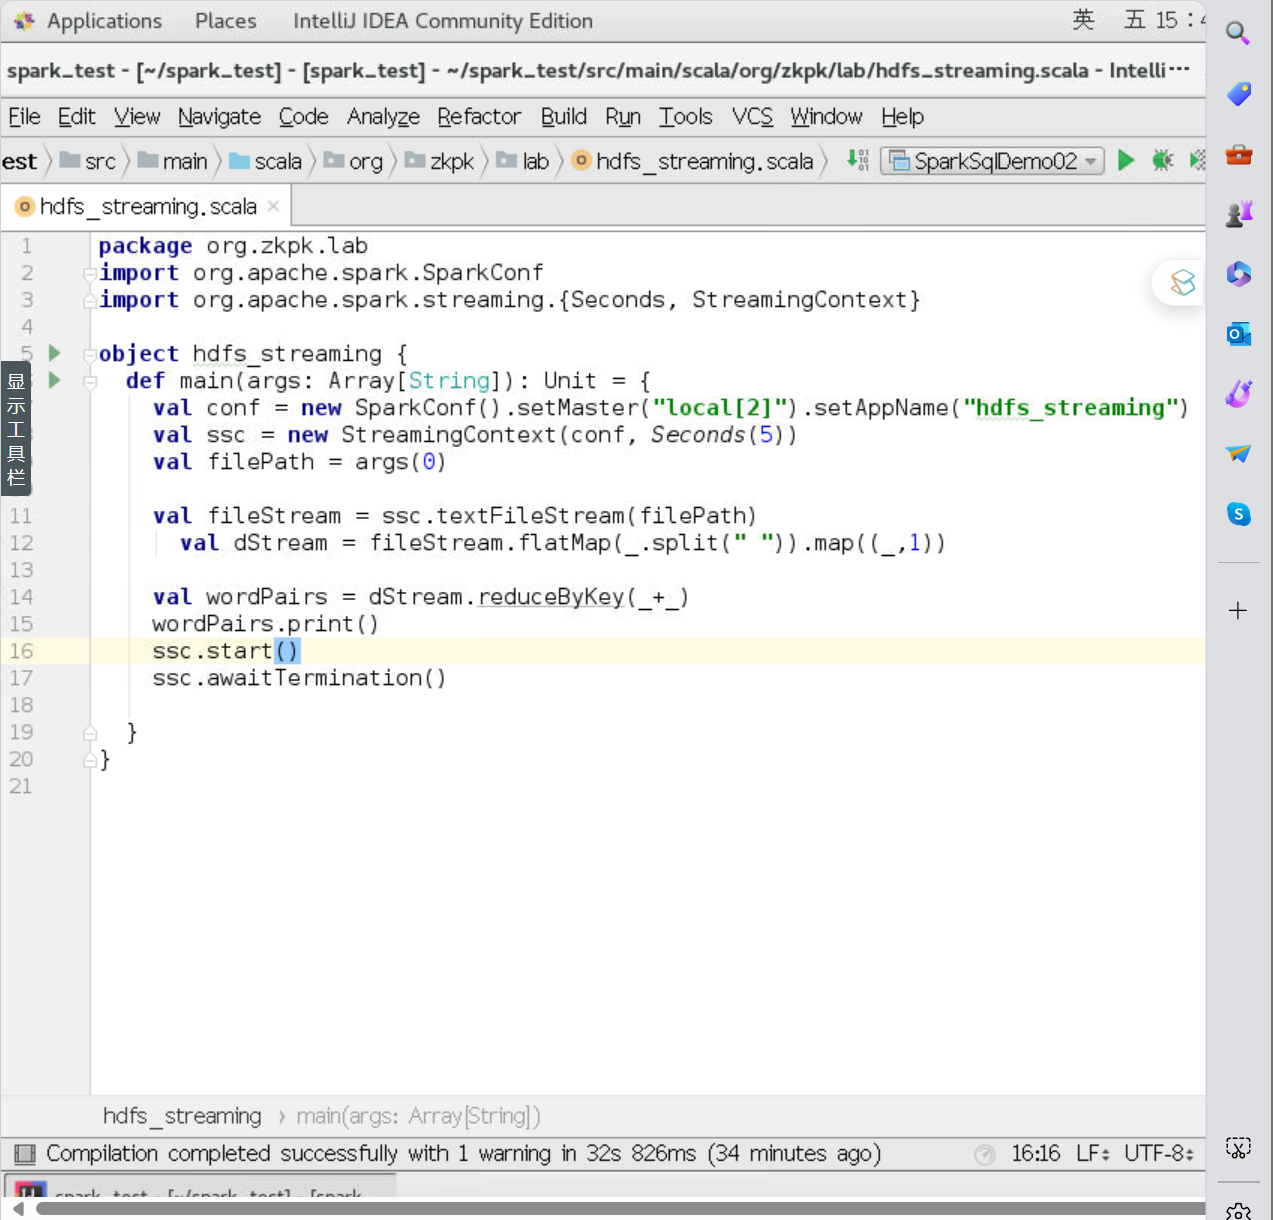 Applications Places IntelliJ IDEA Community Edition 英 五 15：
spark_test - [~/spark_test] - [spark_test] - ~/spark_test/src/main/scala/org/zkpk/lab/hdfs_streaming.scala - Intelli···
File Edit View Navigate Code Analyze Refactor Build Run Tools VCS Window Help
est src main scala org zkpk lab hdfs_streaming.scala SparkSqlDemo02
hdfs_streaming.scala
1 package org.zkpk.lab
2 import org.apache.spark.SparkConf
3 import org.apache.spark.streaming.{Seconds, StreamingContext}
4
5 object hdfs_streaming {
def main(args: Array[String]): Unit = {
val conf = new SparkConf().setMaster("local[2]").setAppName("hdfs_streaming")
val ssc = new StreamingContext(conf, Seconds(5))
val filePath = args(0)
显示工具栏
11 val fileStream = ssc.textFileStream(filePath)
12 val dStream = fileStream.flatMap(_.split(" ")).map((_,1))
13
14 val wordPairs = dStream.reduceByKey(_+_)
15 wordPairs.print()
16 ssc.start()
17 ssc.awaitTermination()
18
19 }
20 }
21
hdfs_streaming › main(args: Array[String])
Compilation completed successfully with 1 warning in 32s 826ms (34 minutes ago) 16:16 LF UTF-8
spark_test - [~/spark_test] - [spark